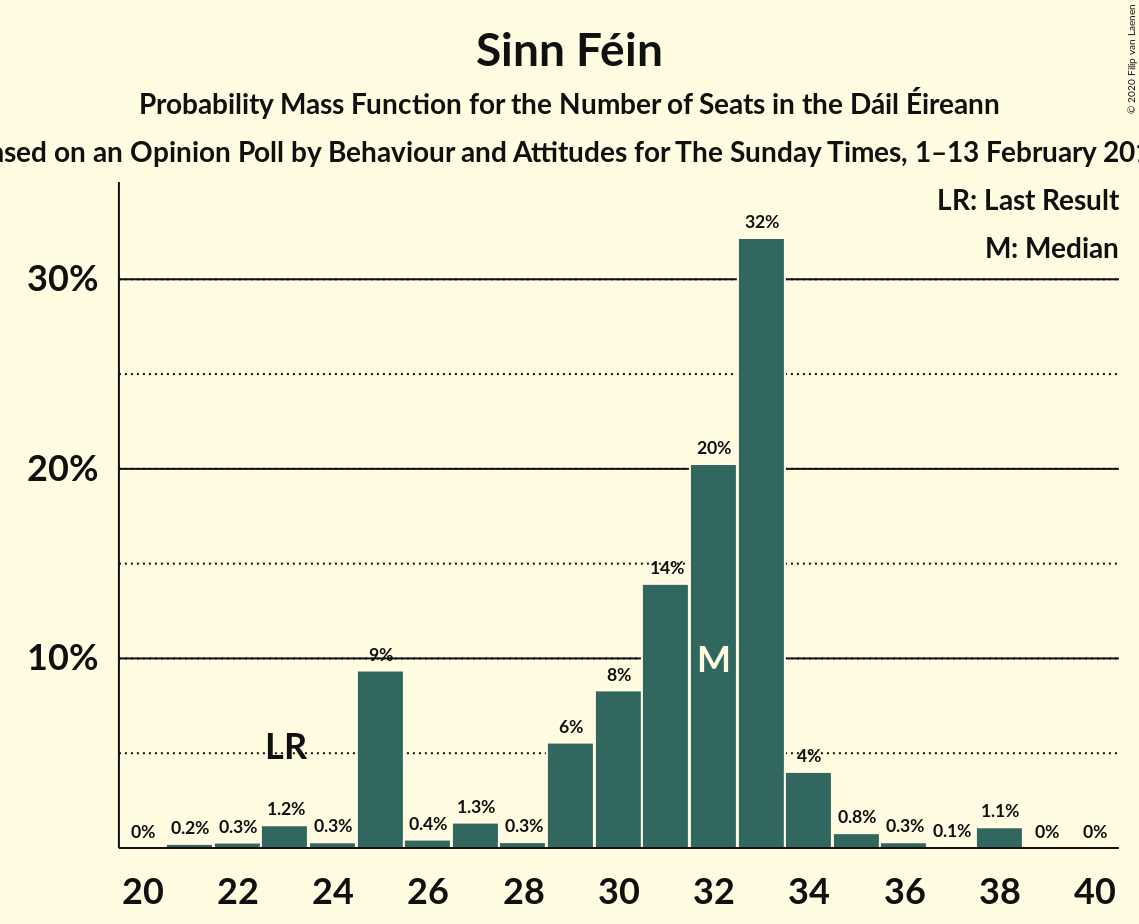 Sinn Féin
Probability Mass Function for the Number of Seats in the Dáil Éireann
on an Opinion Poll by Behaviour and Attitudes for The Sunday Times, 1–13 February
© 2020 Filip van Laenen
LR: Last Result
M: Median
30%
20%
10%
32%
20%
14%
9%
8%
6%
4%
LR
M
0% 0.2% 0.3% 1.2% 0.3% 0.4% 1.3% 0.3% 0.8% 0.3% 0.1% 1.1% 0% 0%
20 22 24 26 28 30 32 34 36 38 40